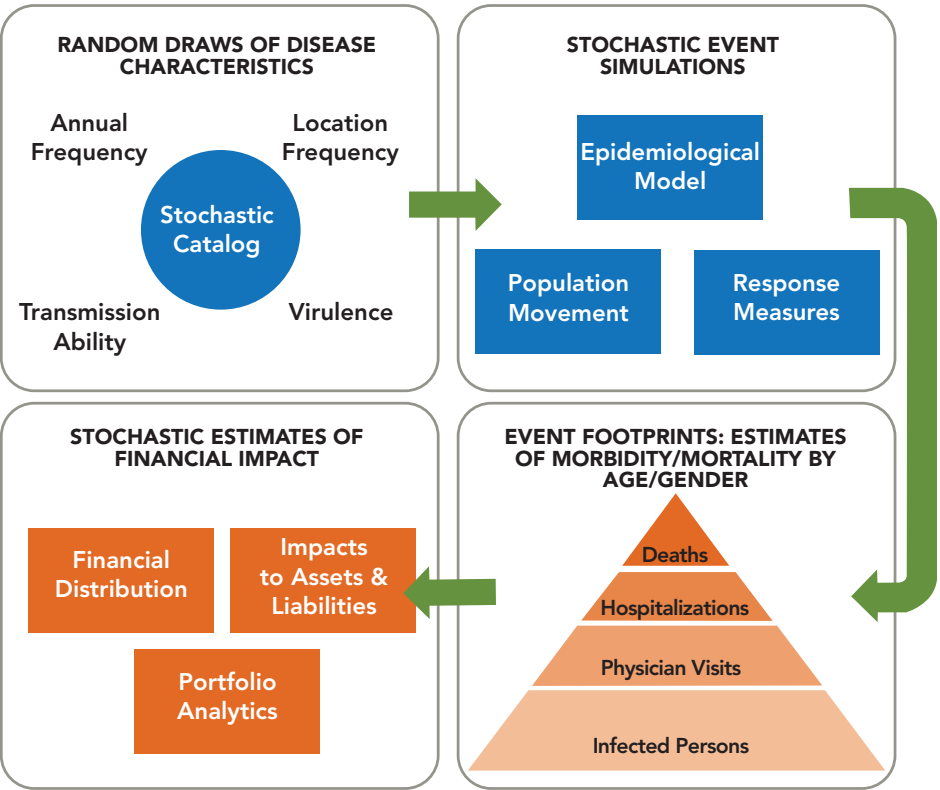 RANDOM DRAWS OF DISEASE
CHARACTERISTICS
Annual
Frequency
Location
Frequency
Stochastic
Catalog
Transmission
Ability
Virulence
STOCHASTIC EVENT
SIMULATIONS
Epidemiological
Model
Population
Movement
Response
Measures
STOCHASTIC ESTIMATES OF
FINANCIAL IMPACT
Financial
Distribution
Impacts
to Assets &
Liabilities
Portfolio
Analytics
EVENT FOOTPRINTS: ESTIMATES
OF MORBIDITY/MORTALITY BY
AGE/GENDER
Deaths
Hospitalizations
Physician Visits
Infected Persons